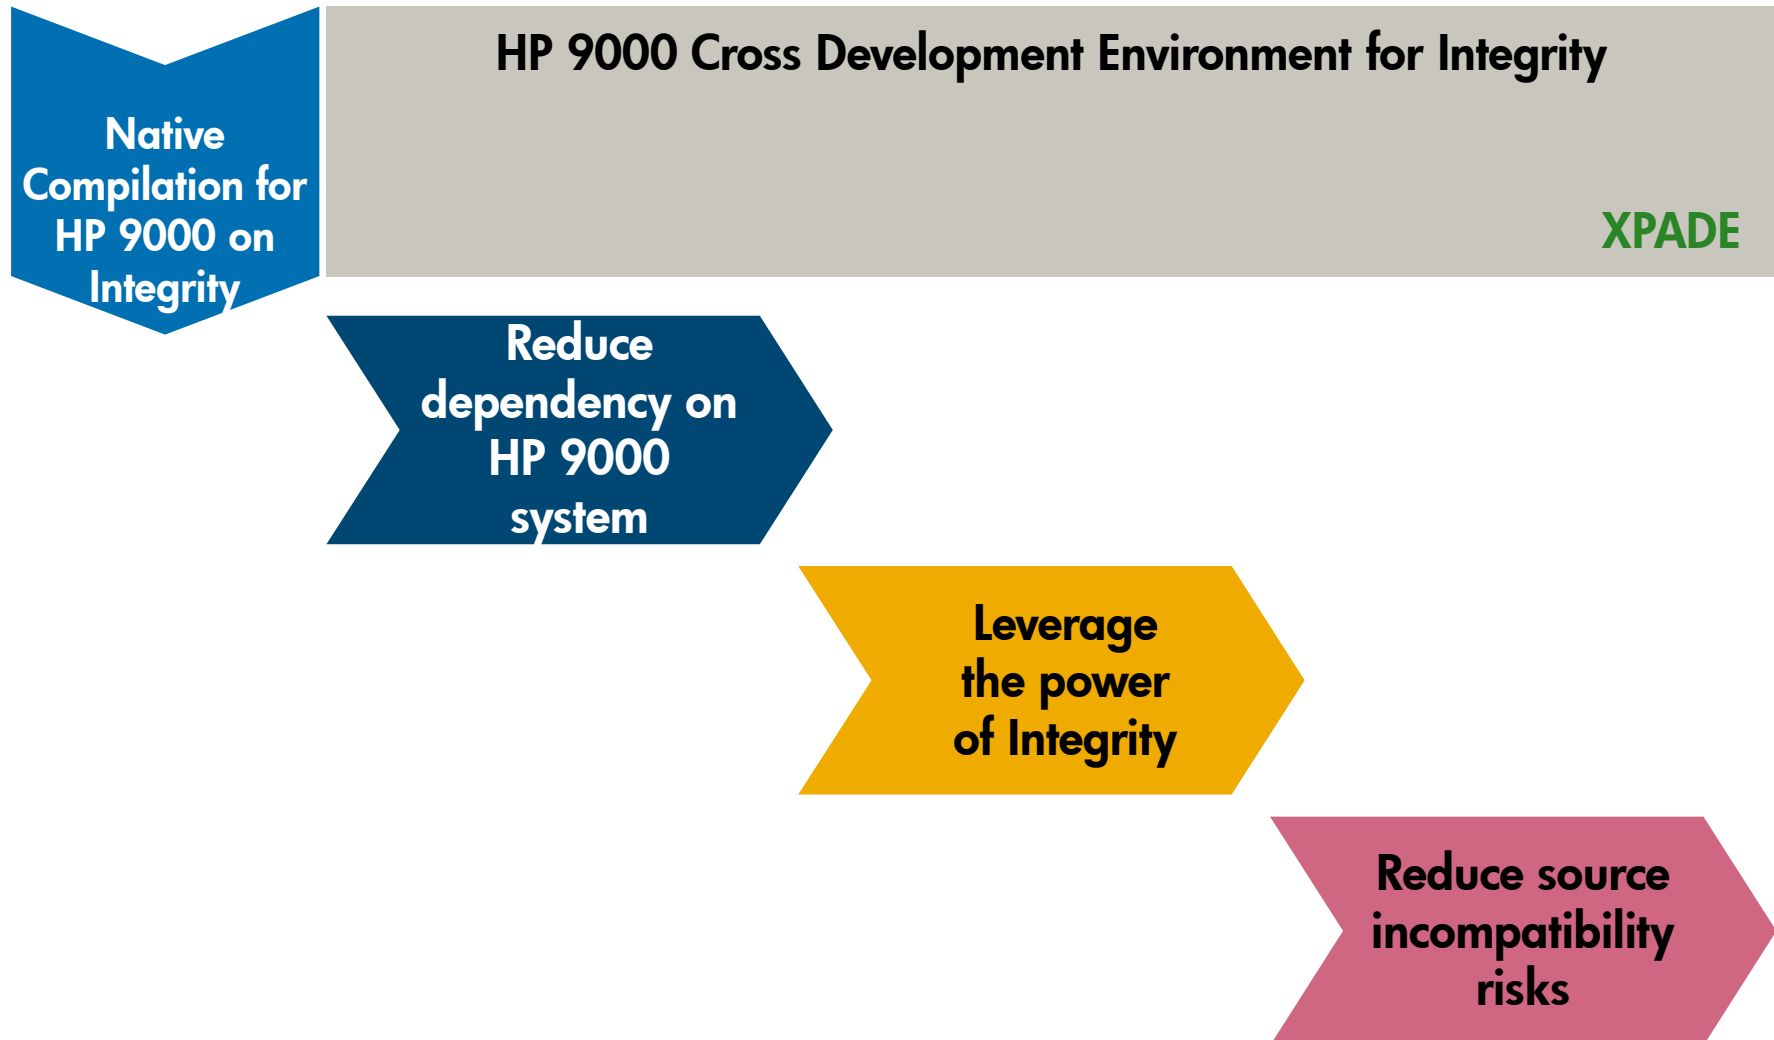 HP 9000 Cross Development Environment for Integrity
Native
Compilation for
HP 9000 on
Integrity
XPADE
Reduce
dependency on
HP 9000
system
Leverage
the power
of Integrity
Reduce source
incompatibility
risks